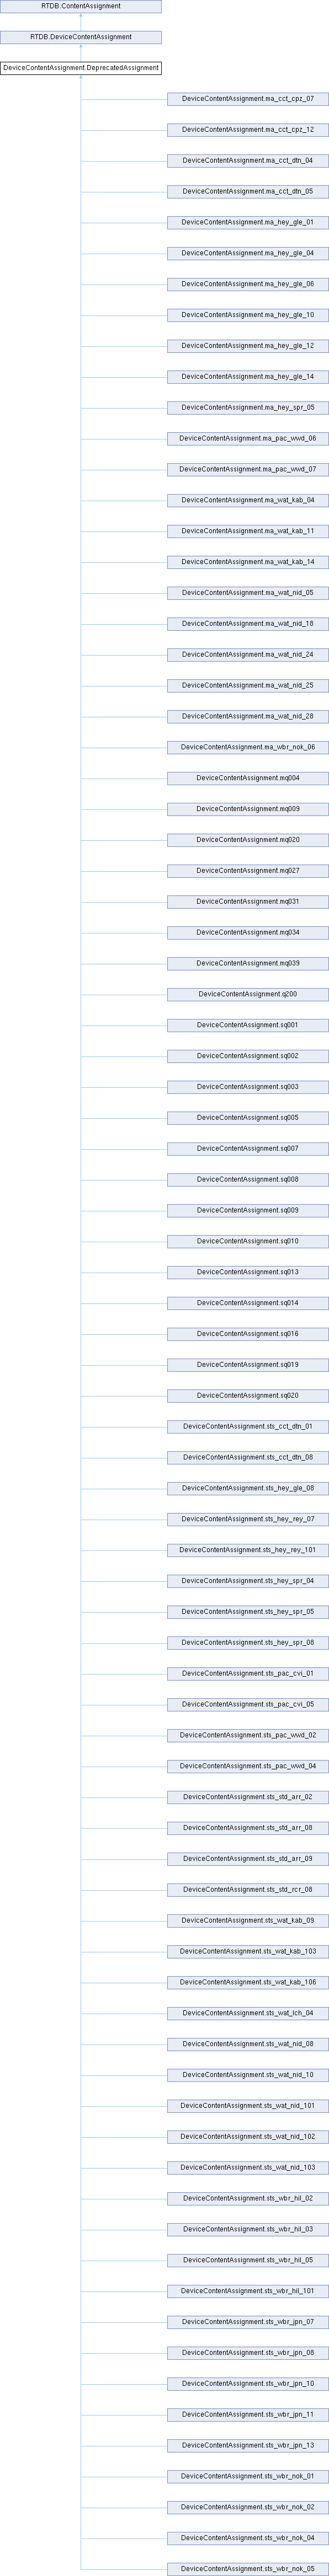 RTDB.ContentAssignment
RTDB.DeviceContentAssignment
DeviceContentAssignment.DeprecatedAssignment
DeviceContentAssignment.ma_cct_cpz_07
DeviceContentAssignment.ma_cct_cpz_12
DeviceContentAssignment.ma_cct_dtn_04
DeviceContentAssignment.ma_cct_dtn_05
DeviceContentAssignment.ma_hey_gle_01
DeviceContentAssignment.ma_hey_gle_04
DeviceContentAssignment.ma_hey_gle_06
DeviceContentAssignment.ma_hey_gle_10
DeviceContentAssignment.ma_hey_gle_12
DeviceContentAssignment.ma_hey_gle_14
DeviceContentAssignment.ma_hey_spr_05
DeviceContentAssignment.ma_pac_wwd_06
DeviceContentAssignment.ma_pac_wwd_07
DeviceContentAssignment.ma_wat_kab_04
DeviceContentAssignment.ma_wat_kab_11
DeviceContentAssignment.ma_wat_kab_14
DeviceContentAssignment.ma_wat_nid_05
DeviceContentAssignment.ma_wat_nid_18
DeviceContentAssignment.ma_wat_nid_24
DeviceContentAssignment.ma_wat_nid_25
DeviceContentAssignment.ma_wat_nid_28
DeviceContentAssignment.ma_wbr_nok_06
DeviceContentAssignment.mq004
DeviceContentAssignment.mq009
DeviceContentAssignment.mq020
DeviceContentAssignment.mq027
DeviceContentAssignment.mq031
DeviceContentAssignment.mq034
DeviceContentAssignment.mq039
DeviceContentAssignment.q200
DeviceContentAssignment.sq001
DeviceContentAssignment.sq002
DeviceContentAssignment.sq003
DeviceContentAssignment.sq005
DeviceContentAssignment.sq007
DeviceContentAssignment.sq008
DeviceContentAssignment.sq009
DeviceContentAssignment.sq010
DeviceContentAssignment.sq013
DeviceContentAssignment.sq014
DeviceContentAssignment.sq016
DeviceContentAssignment.sq019
DeviceContentAssignment.sq020
DeviceContentAssignment.sts_cct_dtn_01
DeviceContentAssignment.sts_cct_dtn_08
DeviceContentAssignment.sts_hey_gle_08
DeviceContentAssignment.sts_hey_rey_07
DeviceContentAssignment.sts_hey_rey_101
DeviceContentAssignment.sts_hey_spr_04
DeviceContentAssignment.sts_hey_spr_05
DeviceContentAssignment.sts_hey_spr_08
DeviceContentAssignment.sts_pac_cvi_01
DeviceContentAssignment.sts_pac_cvi_05
DeviceContentAssignment.sts_pac_wwd_02
DeviceContentAssignment.sts_pac_wwd_04
DeviceContentAssignment.sts_std_arr_02
DeviceContentAssignment.sts_std_arr_08
DeviceContentAssignment.sts_std_arr_09
DeviceContentAssignment.sts_std_rcr_08
DeviceContentAssignment.sts_wat_kab_09
DeviceContentAssignment.sts_wat_kab_103
DeviceContentAssignment.sts_wat_kab_106
DeviceContentAssignment.sts_wat_lch_04
DeviceContentAssignment.sts_wat_nid_08
DeviceContentAssignment.sts_wat_nid_10
DeviceContentAssignment.sts_wat_nid_101
DeviceContentAssignment.sts_wat_nid_102
DeviceContentAssignment.sts_wat_nid_103
DeviceContentAssignment.sts_wbr_hil_02
DeviceContentAssignment.sts_wbr_hil_03
DeviceContentAssignment.sts_wbr_hil_05
DeviceContentAssignment.sts_wbr_hil_101
DeviceContentAssignment.sts_wbr_jpn_07
DeviceContentAssignment.sts_wbr_jpn_08
DeviceContentAssignment.sts_wbr_jpn_10
DeviceContentAssignment.sts_wbr_jpn_11
DeviceContentAssignment.sts_wbr_jpn_13
DeviceContentAssignment.sts_wbr_nok_01
DeviceContentAssignment.sts_wbr_nok_02
DeviceContentAssignment.sts_wbr_nok_04
DeviceContentAssignment.sts_wbr_nok_05